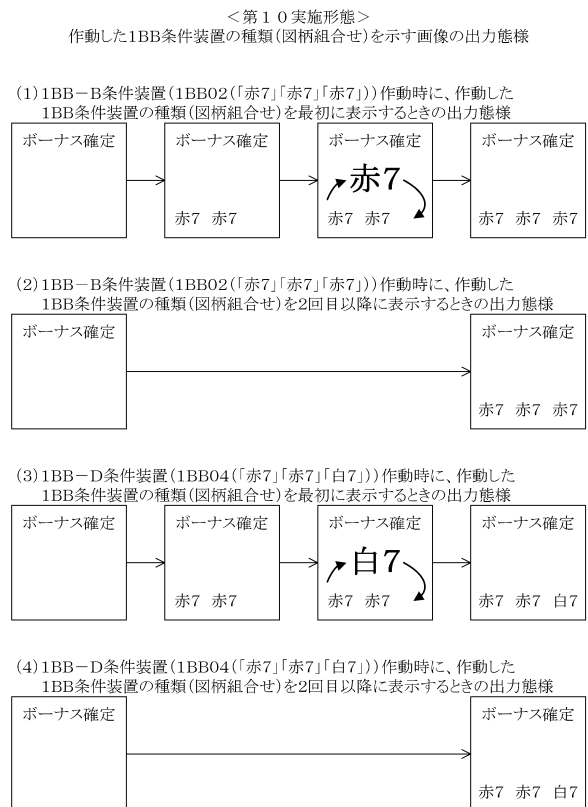 ＜第１０実施形態＞
作動した1BB条件装置の種類(図柄組合せ)を示す画像の出力態様
(1)1BB－B条件装置(1BB02(「赤7」「赤7」「赤7」))作動時に、作動した
1BB条件装置の種類(図柄組合せ)を最初に表示するときの出力態様
ボーナス確定 ボーナス確定 ボーナス確定 ボーナス確定
赤7
赤7 赤7 赤7 赤7 赤7 赤7 赤7
(2)1BB－B条件装置(1BB02(「赤7」「赤7」「赤7」))作動時に、作動した
1BB条件装置の種類(図柄組合せ)を2回目以降に表示するときの出力態様
ボーナス確定 ボーナス確定
赤7 赤7 赤7
(3)1BB－D条件装置(1BB04(「赤7」「赤7」「白7」))作動時に、作動した
1BB条件装置の種類(図柄組合せ)を最初に表示するときの出力態様
ボーナス確定 ボーナス確定 ボーナス確定 ボーナス確定
白7
赤7 赤7 赤7 赤7 赤7 赤7 白7
(4)1BB－D条件装置(1BB04(「赤7」「赤7」「白7」))作動時に、作動した
1BB条件装置の種類(図柄組合せ)を2回目以降に表示するときの出力態様
ボーナス確定 ボーナス確定
赤7 赤7 白7